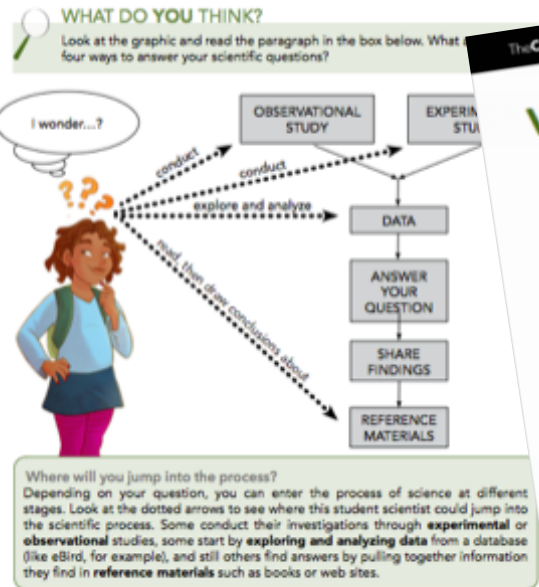 WHAT DO YOU THINK?
Look at the graphic and read the paragraph in the box below. What
four ways to answer your scientific questions?
The
I wonder...?
OBSERVATIONAL
STUDY
EXPERIM
STU
conduct
conduct
explore and analyze
read, then draw conclusions about
DATA
ANSWER
YOUR
QUESTION
SHARE
FINDINGS
REFERENCE
MATERIALS
Where will you jump into the process?
Depending on your question, you can enter the process of science at different
stages. Look at the dotted arrows to see where this student scientist could jump into
the scientific process. Some conduct their investigations through experimental or
observational studies, some start by exploring and analyzing data from a database
(like eBird, for example), and still others find answers by pulling together information
they find in reference materials such as books or web sites.